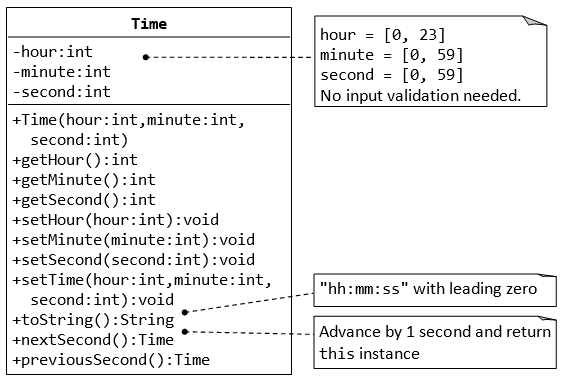 Time
-hour:int
-minute:int
-second:int
hour = [0, 23]
minute = [0, 59]
second = [0, 59]
No input validation needed.
+Time(hour:int,minute:int,
second:int)
+getHour():int
+getMinute():int
+getSecond():int
+setHour(hour:int):void
+setMinute(minute:int):void
+setSecond(second:int):void
+setTime(hour:int,minute:int,
second:int):void
+toString():String
+nextSecond():Time
+previousSecond():Time
"hh:mm:ss" with leading zero
Advance by 1 second and return
this instance